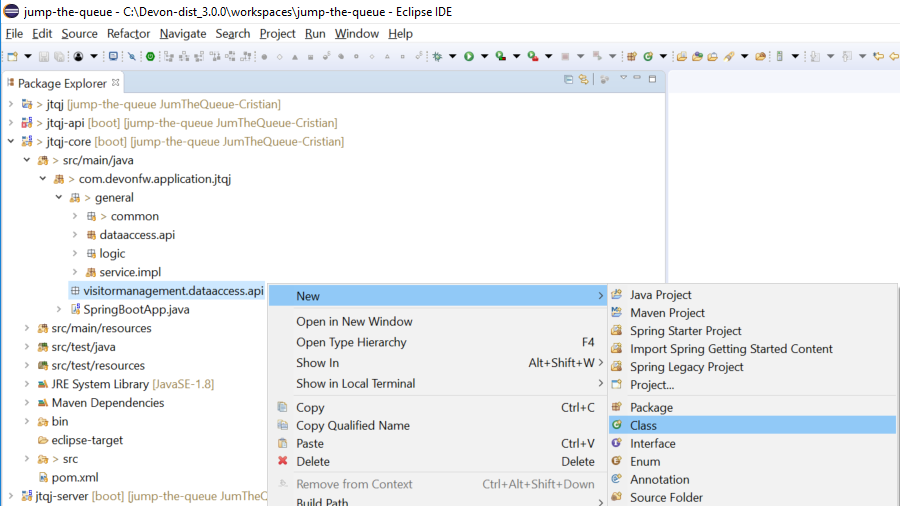 jump-the-queue - C:\Devon-dist_3.0.0\workspaces\jump-the-queue - Eclipse IDE
File Edit Source Refactor Navigate Search Project Run Window Help
Package Explorer
> jtqj [jump-the-queue JumTheQueue-Cristian]
> jtqj-api [boot] [jump-the-queue JumTheQueue-Cristian]
> jtqj-core [boot] [jump-the-queue JumTheQueue-Cristian]
> src/main/java
> com.devonfw.application.jtqj
> general
> common
dataaccess.api
logic
service.impl
visitormanagement.dataaccess.api
SpringBootApp.java
src/main/resources
src/test/java
src/test/resources
JRE System Library [JavaSE-1.8]
Maven Dependencies
bin
eclipse-target
> src
pom.xml
jtqj-server [boot] [jump-the-queue JumTheQ
New
Open in New Window
Open Type Hierarchy F4
Show In Alt+Shift+W
Show in Local Terminal
Copy Ctrl+C
Copy Qualified Name
Paste Ctrl+V
Delete Delete
Remove from Context Ctrl+Alt+Shift+Down
Build Path
Java Project
Maven Project
Spring Starter Project
Import Spring Getting Started Content
Spring Legacy Project
Project...
Package
Class
Interface
Enum
Annotation
Source Folder